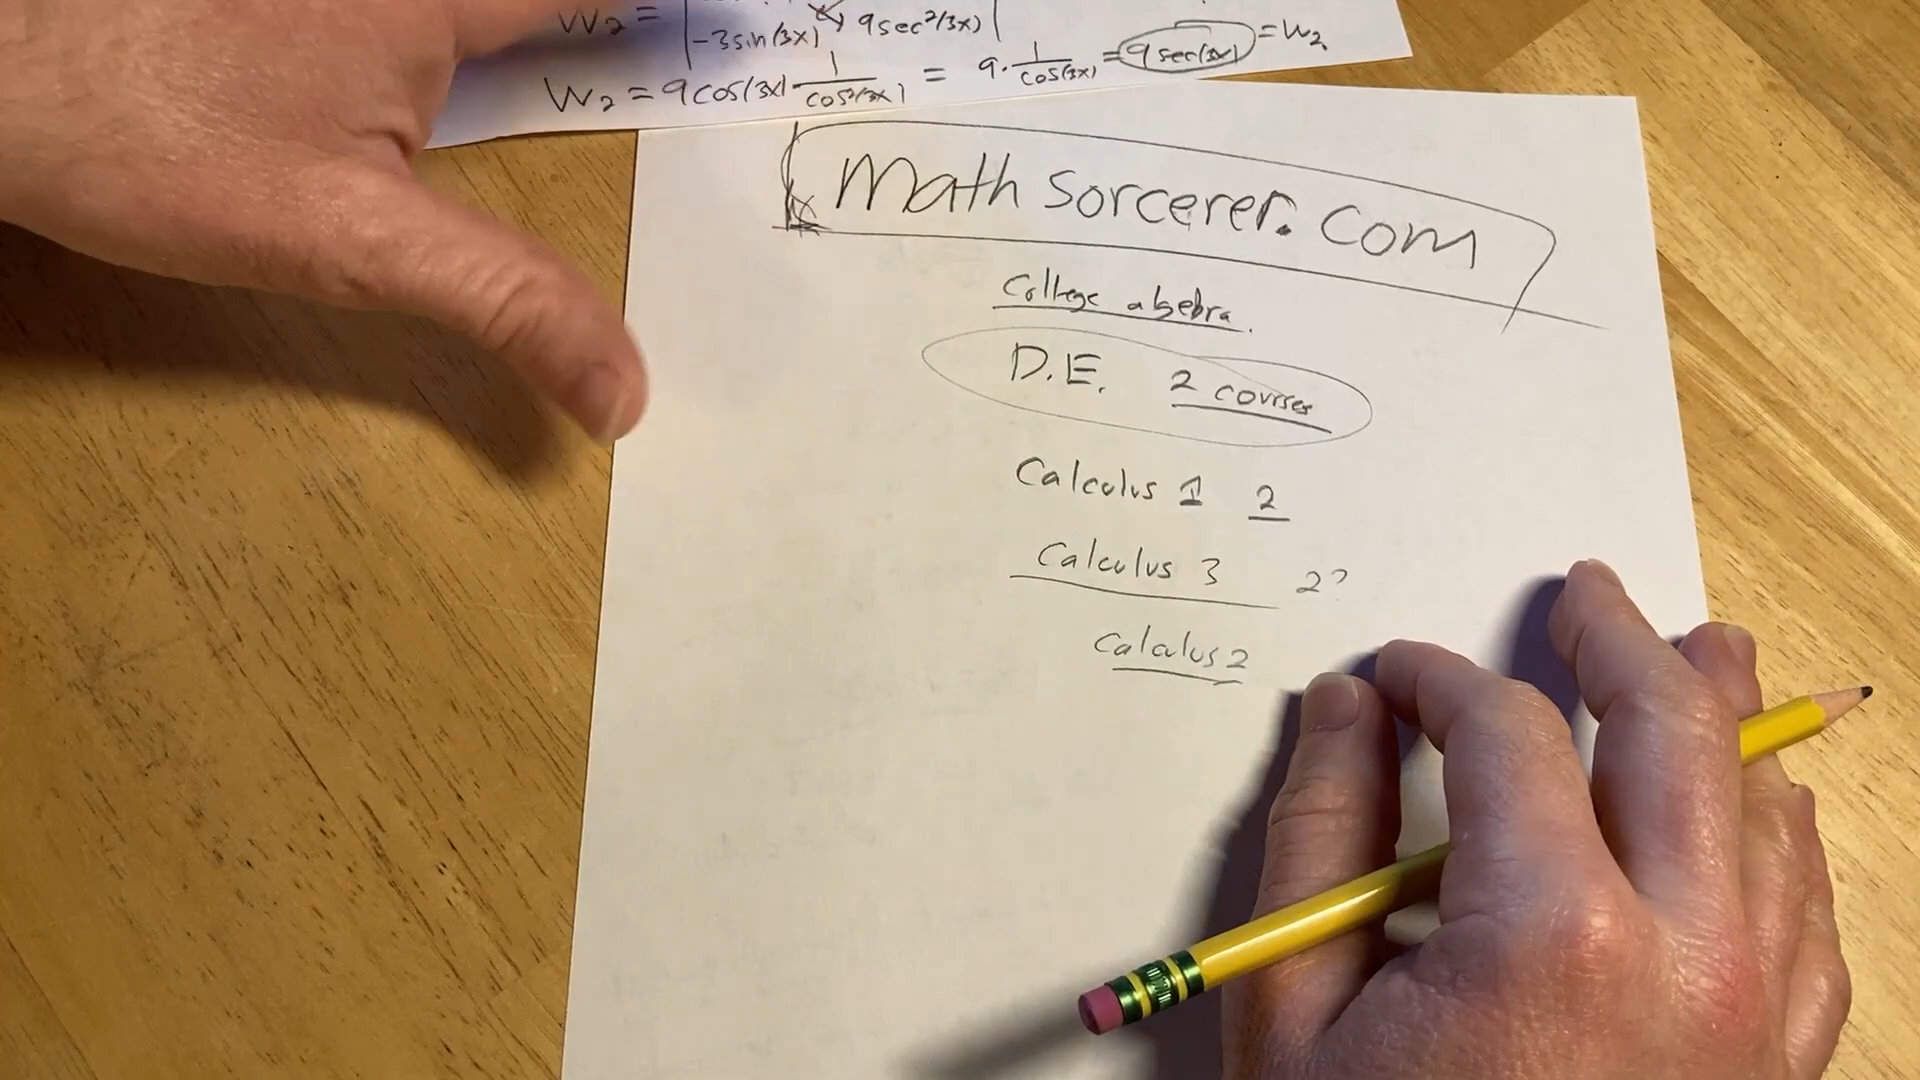 W₂ =
-3sin(3x) 9sec²(3x)
W₂ = 9cos(3x) · 1/cos²(3x) = 9 · 1/cos(3x) = 9sec(3x) = W₂
Math Sorcerer.com
College algebra.
D.E. 2 courses
Calculus 1 2
Calculus 3 2?
Calculus 2